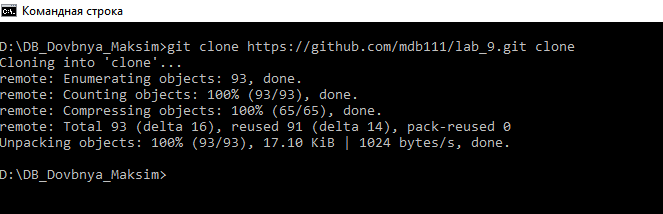 Командная строка
D:\DB_Dovbnya_Maksim>git clone https://github.com/mdb111/lab_9.git clone
Cloning into 'clone'...
remote: Enumerating objects: 93, done.
remote: Counting objects: 100% (93/93), done.
remote: Compressing objects: 100% (65/65), done.
remote: Total 93 (delta 16), reused 91 (delta 14), pack-reused 0
Unpacking objects: 100% (93/93), 17.10 KiB | 1024 bytes/s, done.
D:\DB_Dovbnya_Maksim>